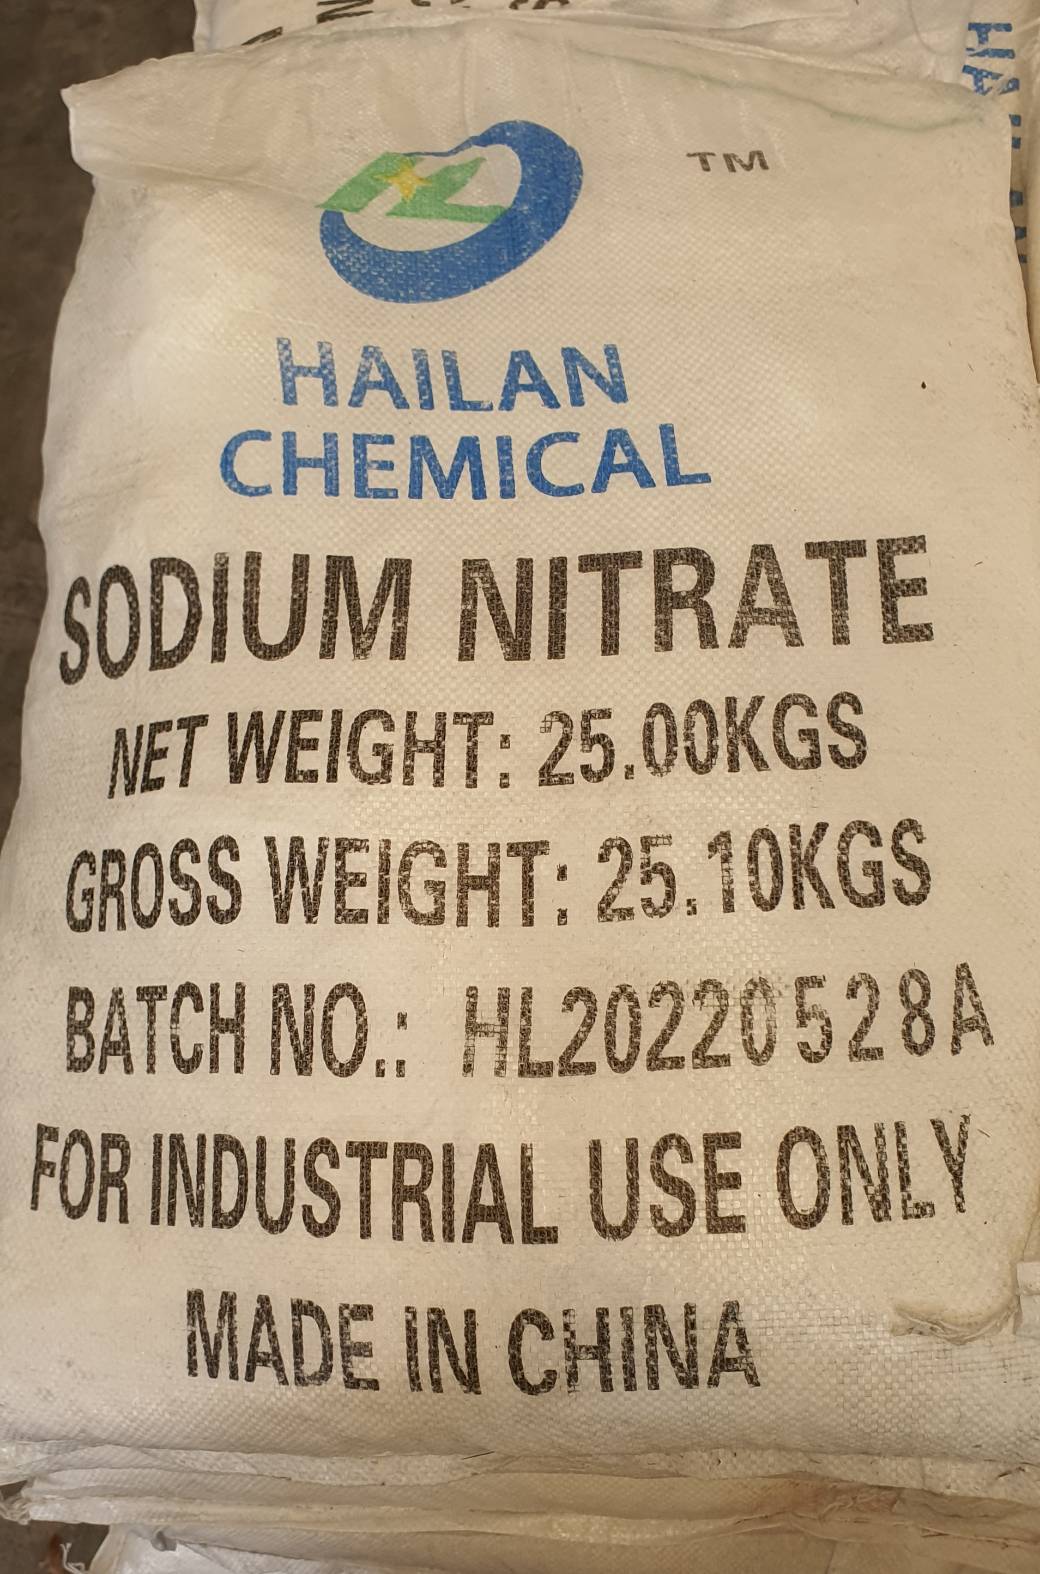 TM
HAILAN
CHEMICAL
SODIUM NITRATE
NET WEIGHT: 25.00KGS
GROSS WEIGHT: 25.10KGS
BATCH NO.: HL20220528A
FOR INDUSTRIAL USE ONLY
MADE IN CHINA